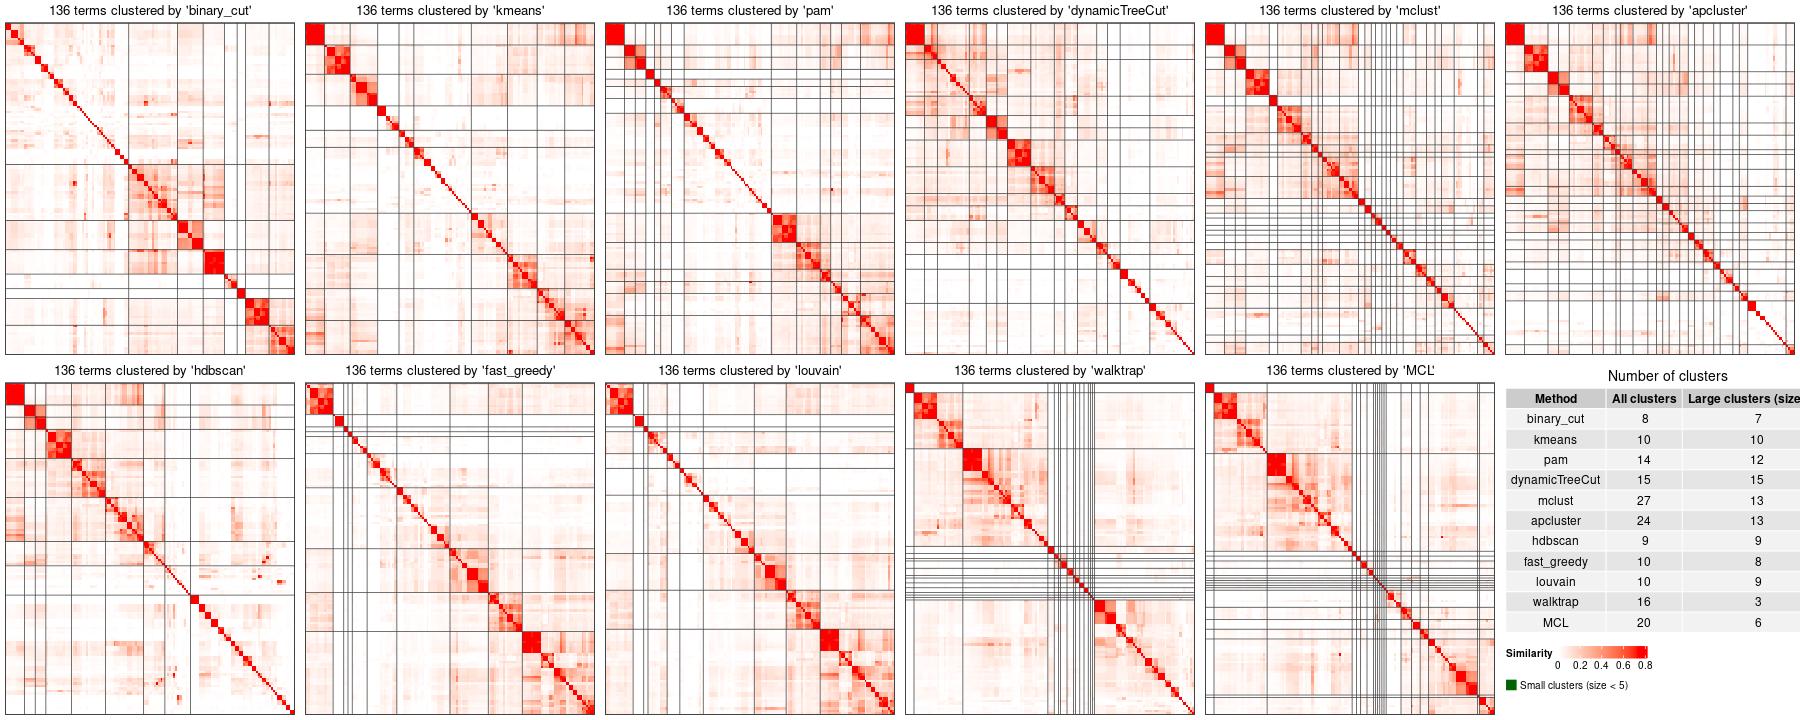 136 terms clustered by 'binary_cut'
136 terms clustered by 'kmeans'
136 terms clustered by 'pam'
136 terms clustered by 'dynamicTreeCut'
136 terms clustered by 'mclust'
136 terms clustered by 'apcluster'
136 terms clustered by 'hdbscan'
136 terms clustered by 'fast_greedy'
136 terms clustered by 'louvain'
136 terms clustered by 'walktrap'
136 terms clustered by 'MCL'
Number of clusters
Method All clusters Large clusters (size
binary_cut 8 7
kmeans 10 10
pam 14 12
dynamicTreeCut 15 15
mclust 27 13
apcluster 24 13
hdbscan 9 9
fast_greedy 10 8
louvain 10 9
walktrap 16 3
MCL 20 6
Similarity
0 0.2 0.4 0.6 0.8
Small clusters (size < 5)